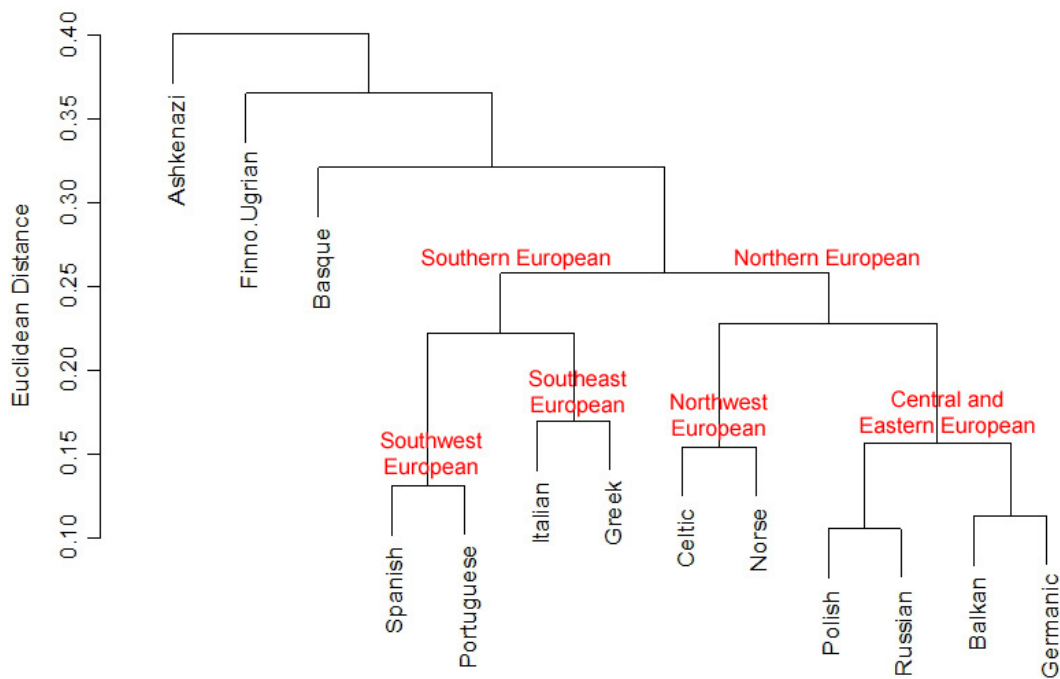 Euclidean Distance
0.40
0.35
0.30
0.25
0.20
0.15
0.10
Ashkenazi
Finno.Ugrian
Basque
Southern European
Northern European
Southwest
European
Southeast
European
Northwest
European
Central and
Eastern European
Spanish
Portuguese
Italian
Greek
Celtic
Norse
Polish
Russian
Balkan
Germanic